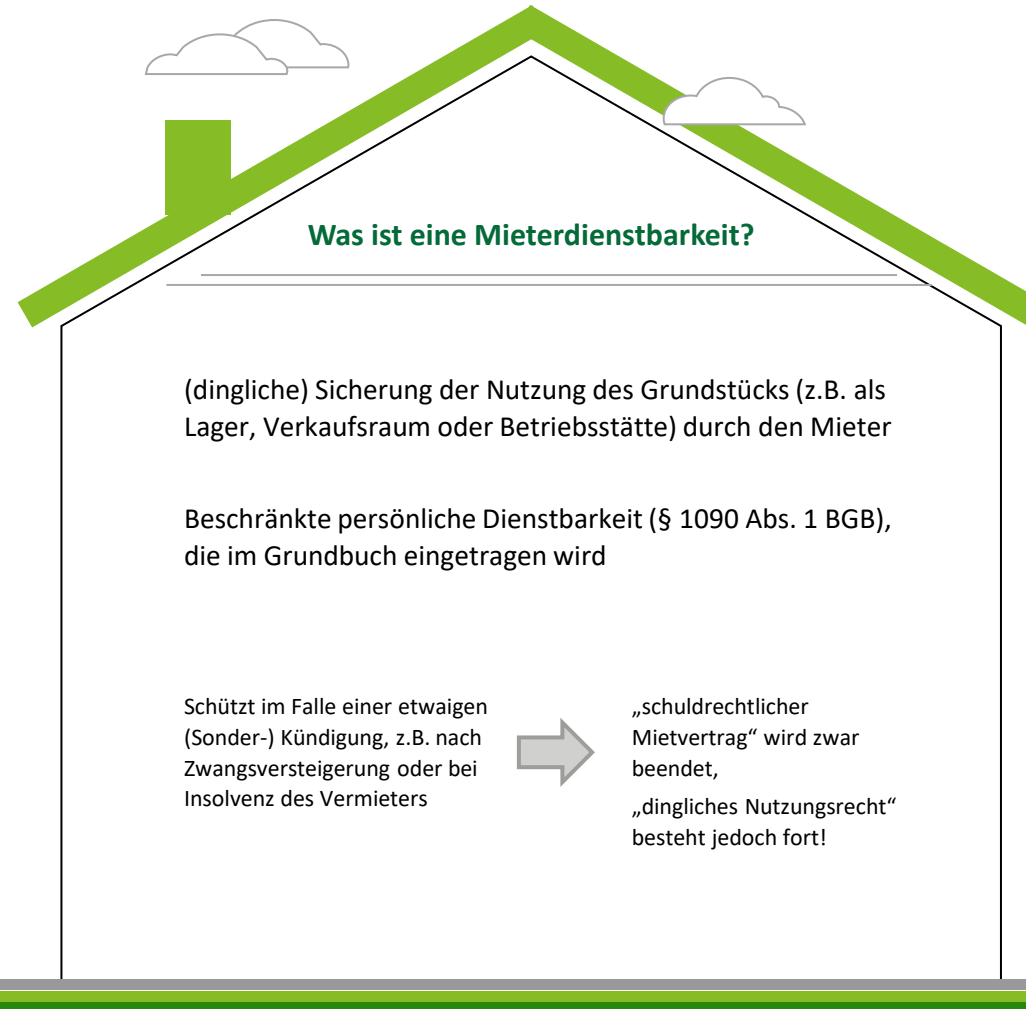 Was ist eine Mieterdienstbarkeit?
(dingliche) Sicherung der Nutzung des Grundstücks (z.B. als
Lager, Verkaufsraum oder Betriebsstätte) durch den Mieter
Beschränkte persönliche Dienstbarkeit (§ 1090 Abs. 1 BGB),
die im Grundbuch eingetragen wird
Schützt im Falle einer etwaigen
(Sonder-) Kündigung, z.B. nach
Zwangsversteigerung oder bei
Insolvenz des Vermieters
„schuldrechtlicher
Mietvertrag“ wird zwar
beendet,
„dingliches Nutzungsrecht“
besteht jedoch fort!